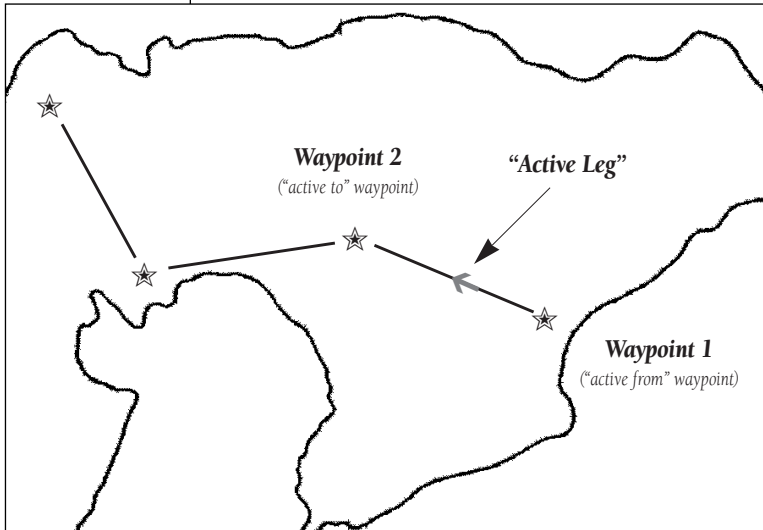 Waypoint 2
(“active to” waypoint)
“Active Leg”
Waypoint 1
(“active from” waypoint)